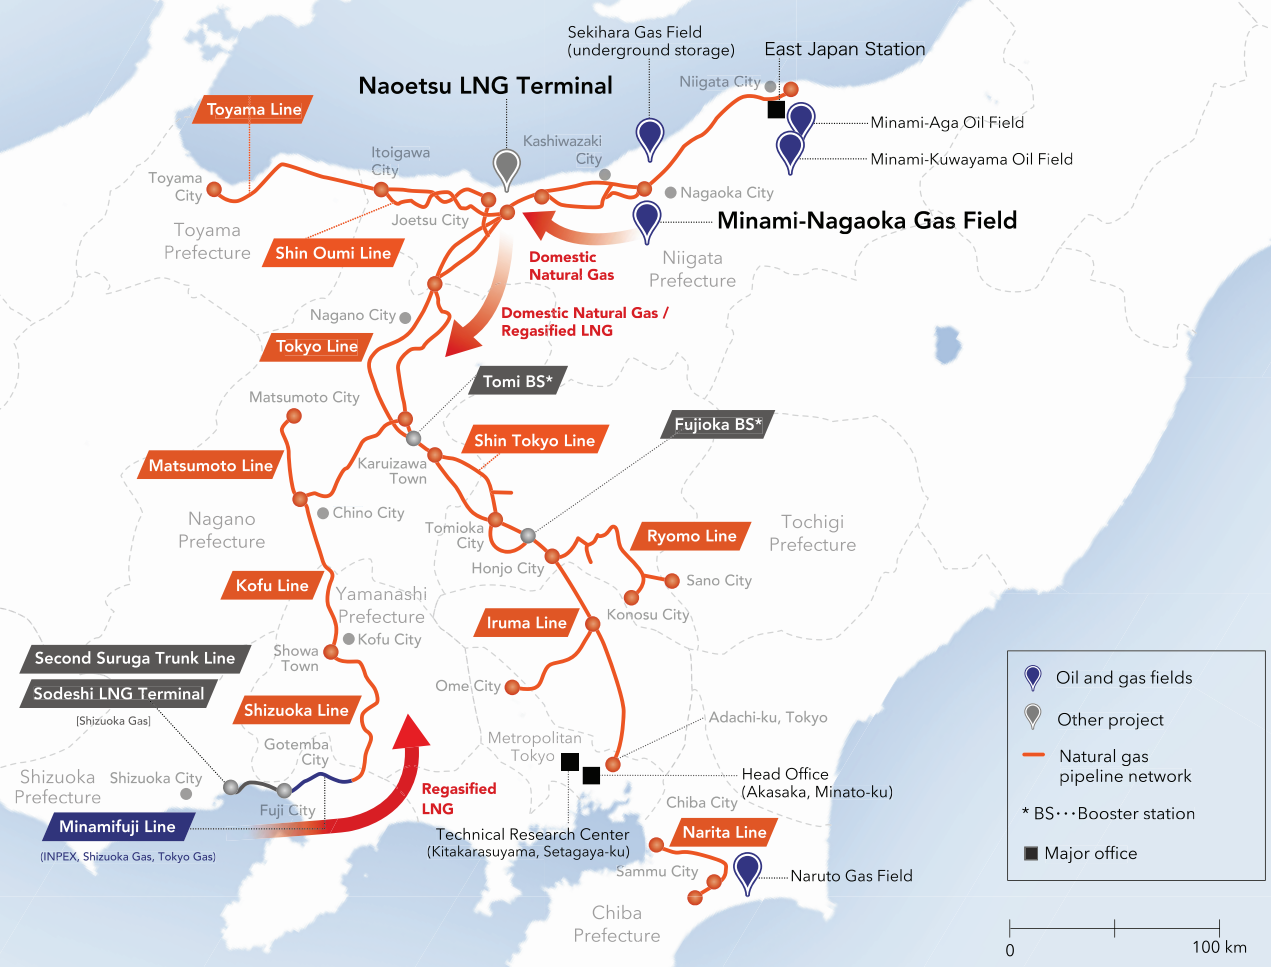 Sekihara Gas Field
(underground storage)
East Japan Station
Naoetsu LNG Terminal
Niigata City
Toyama Line
Minami-Aga Oil Field
Kashiwazaki
City
Itoigawa
City
Minami-Kuwayama Oil Field
Toyama
City
Nagaoka City
Joetsu City
Minami-Nagaoka Gas Field
Toyama
Prefecture
Shin Oumi Line
Domestic
Natural Gas
Niigata
Prefecture
Nagano City
Domestic Natural Gas /
Regasified LNG
Tokyo Line
Tomi BS*
Matsumoto City
Fujioka BS*
Shin Tokyo Line
Matsumoto Line
Karuizawa
Town
Chino City
Nagano
Prefecture
Tomioka
City
Tochigi
Prefecture
Ryomo Line
Honjo City
Sano City
Kofu Line
Yamanashi
Prefecture
Konosu City
Iruma Line
Kofu City
Showa
Town
Second Suruga Trunk Line
Sodeshi LNG Terminal
[Shizuoka Gas]
Ome City
Shizuoka Line
Adachi-ku, Tokyo
Metropolitan
Tokyo
Gotemba
City
Shizuoka
Prefecture
Shizuoka City
Head Office
(Akasaka, Minato-ku)
Regasified
LNG
Fuji City
Chiba City
Minamifuji Line
(INPEX, Shizuoka Gas, Tokyo Gas)
Technical Research Center
(Kitakarasuyama, Setagaya-ku)
Narita Line
Sammu City
Naruto Gas Field
Chiba
Prefecture
Oil and gas fields
Other project
Natural gas
pipeline network
* BS･･･Booster station
Major office
0
100 km